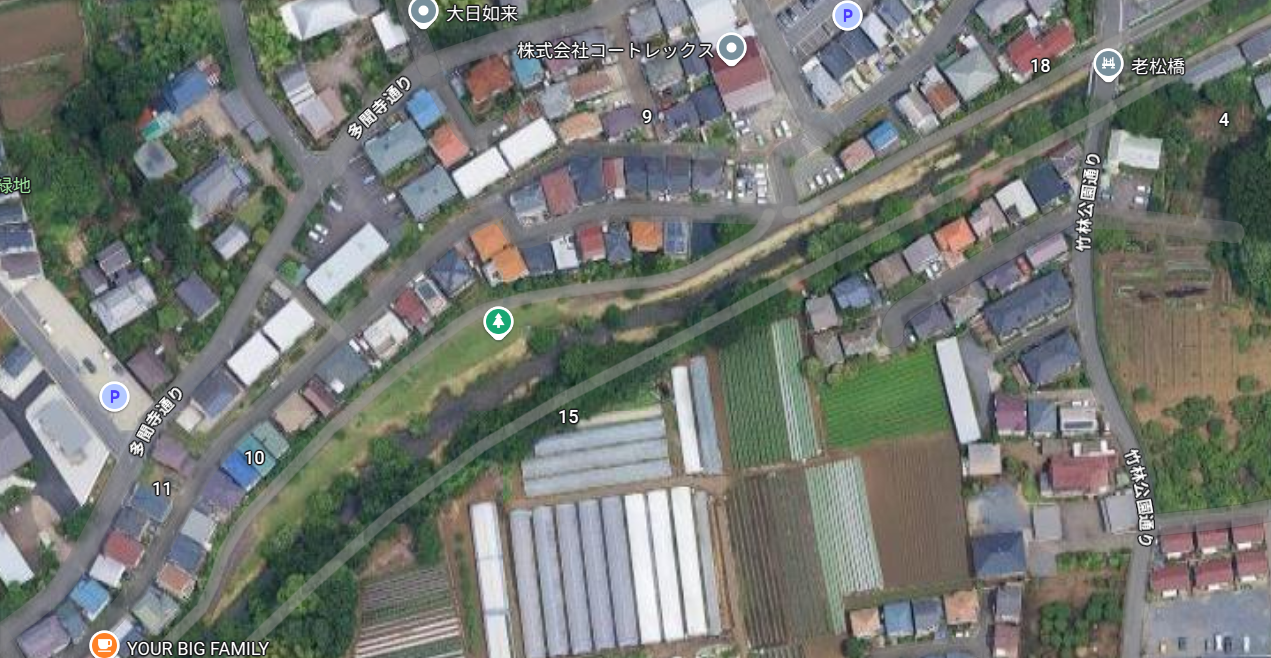 大日如来
P
株式会社コートレックス
18
老松橋
多聞寺通り
9
4
緑地
竹林公園通り
P
多聞寺通り
15
10
竹林公園通り
11
YOUR BIG FAMILY